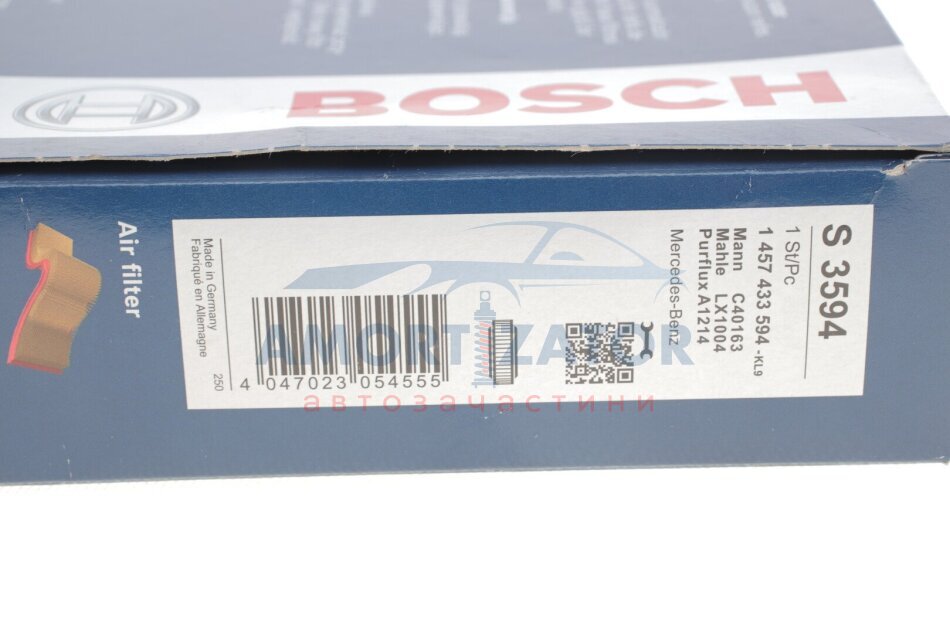 BOSCH
Air filter
S 3594
1 St/Pc
1 457 433 594 -KL9
Mann C40163
Mahle LX1004
Purflux A1214
Mercedes-Benz
Made in Germany
Fabriqué en Allemagne
250
4 047023 054555
AMORTIZATOR
автозапчастини